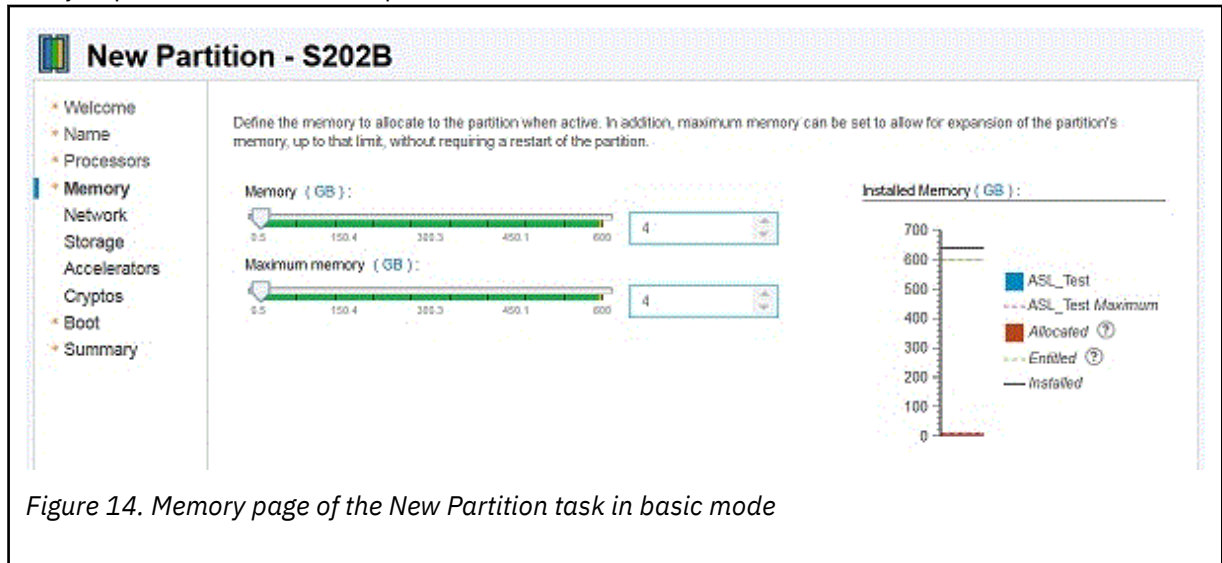 New Partition - S202B
* Welcome
* Name
* Processors
* Memory
Network
Storage
Accelerators
Cryptos
* Boot
* Summary
Define the memory to allocate to the partition when active. In addition, maximum memory can be set to allow for expansion of the partition's
memory, up to that limit, without requiring a restart of the partition.
Memory ( GB ) :
0.5 150.4 300.3 450.1 600
4
Maximum memory ( GB ) :
0.5 150.4 300.3 450.1 600
4
Installed Memory ( GB ) :
700
600
500
400
300
200
100
0
ASL_Test
ASL_Test Maximum
Allocated ?
Entitled ?
Installed
Figure 14. Memory page of the New Partition task in basic mode